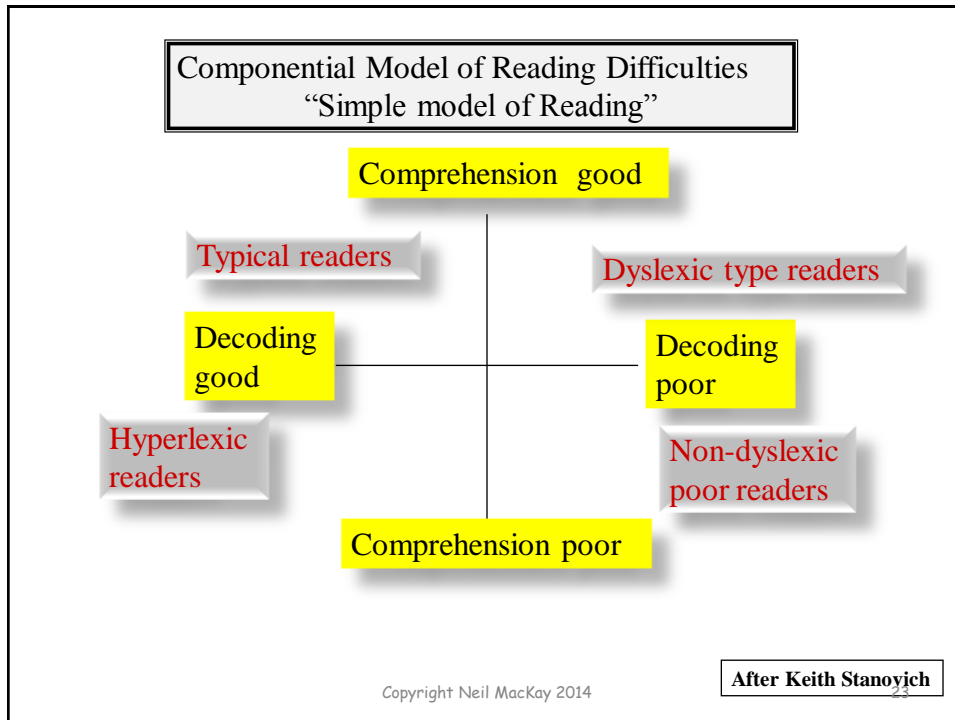 Componential Model of Reading Difficulties
“Simple model of Reading”
Comprehension good
Typical readers
Dyslexic type readers
Decoding
good
Decoding
poor
Hyperlexic
readers
Non-dyslexic
poor readers
Comprehension poor
After Keith Stanovich
Copyright Neil MacKay 2014
23